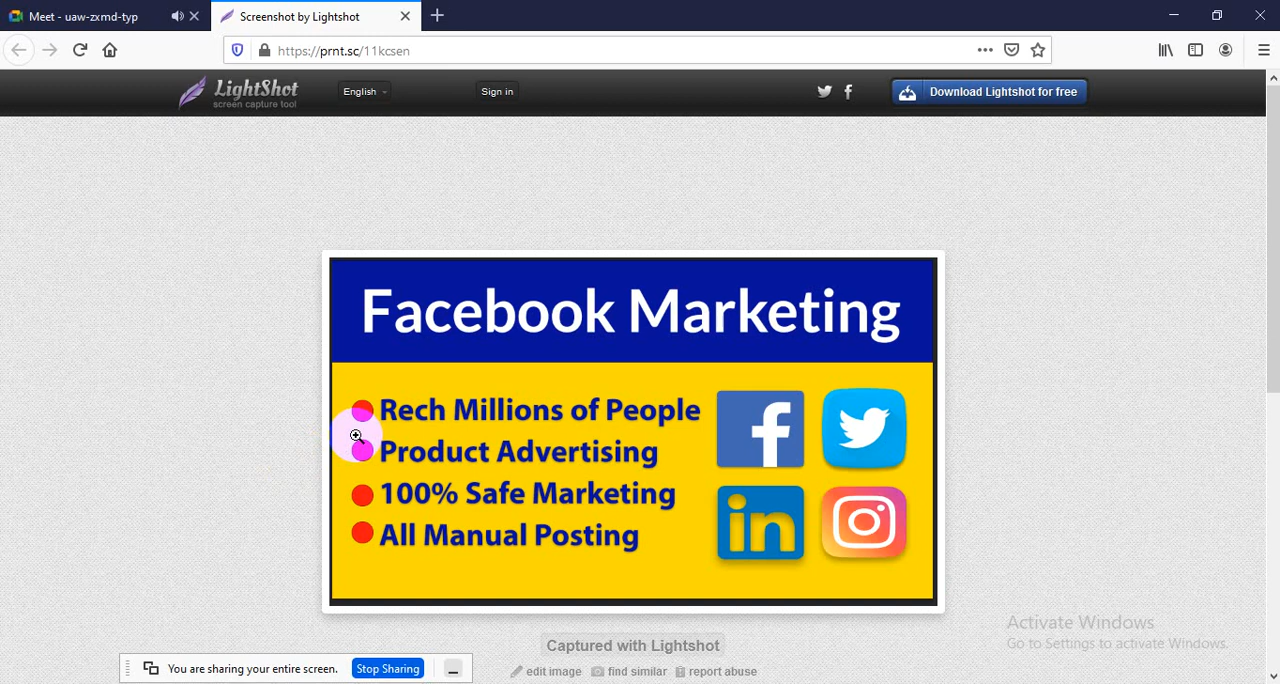 Meet - uaw-zxmd-typ
Screenshot by Lightshot
https://prnt.sc/11kcsen
LightShot
screen capture tool
English
Sign in
Download Lightshot for free
Facebook Marketing
Rech Millions of People
Product Advertising
100% Safe Marketing
All Manual Posting
f
in
Captured with Lightshot
edit image
find similar
report abuse
Activate Windows
Go to Settings to activate Windows.
You are sharing your entire screen.
Stop Sharing